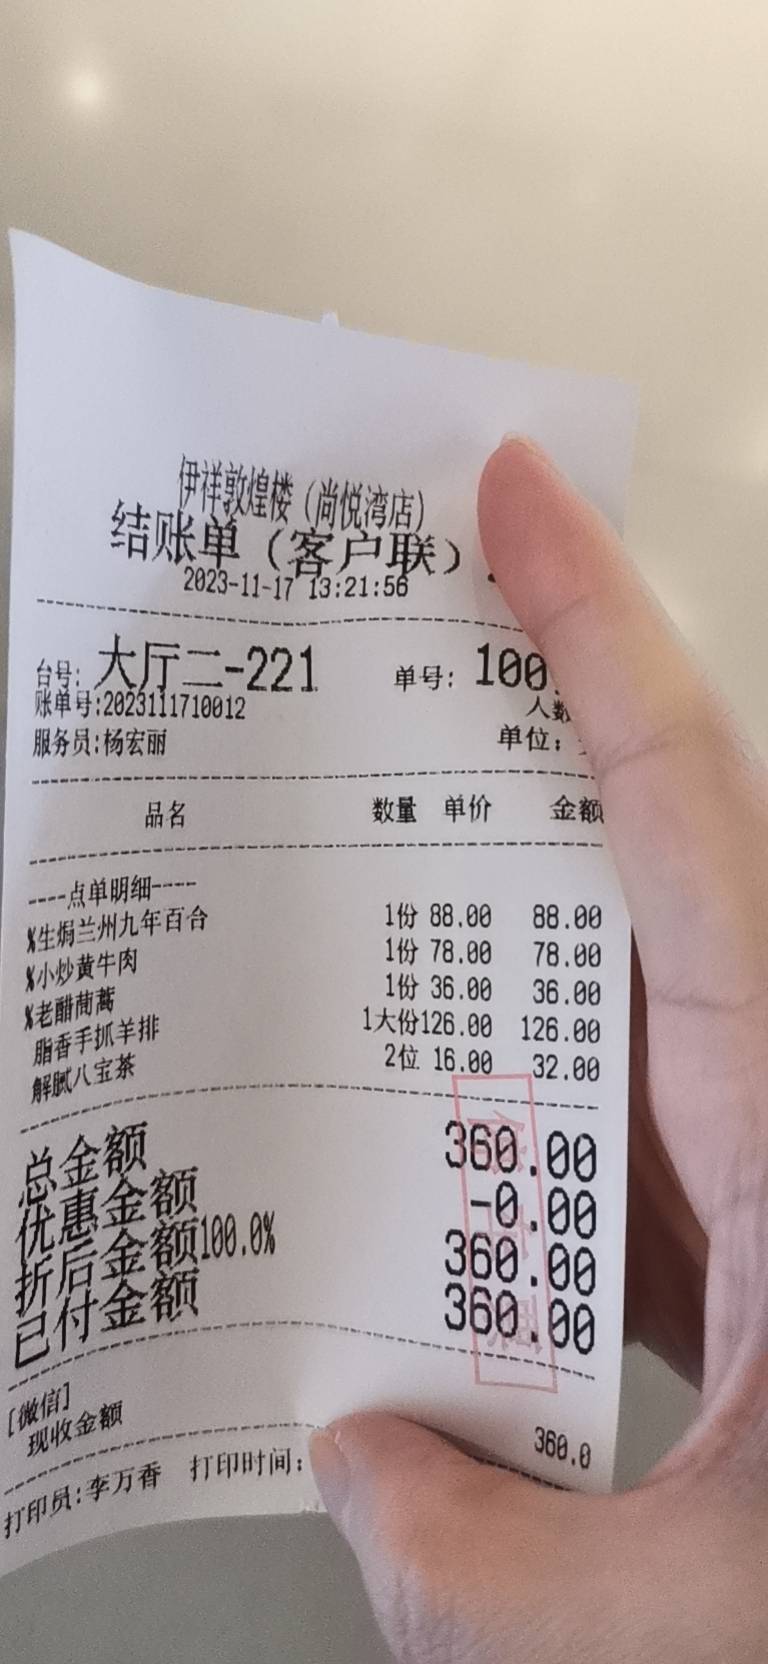 伊祥敦煌楼（尚悦湾店）
结账单（客户联）
2023-11-17 13:21:56
台号: 大厅二-221 单号: 100
账单号:2023111710012 人数
服务员:杨宏丽 单位:
品名 数量 单价 金额
----点单明细----
%生焗兰州九年百合 1份 88.00 88.00
%小炒黄牛肉 1份 78.00 78.00
%老醋茼蒿 1份 36.00 36.00
脂香手抓羊排 1大份126.00 126.00
解腻八宝茶 2位 16.00 32.00
总金额 360.00
优惠金额 -0.00
折后金额100.0% 360.00
已付金额 360.00
[微信]
现收金额 360.0
打印员:李万香 打印时间: